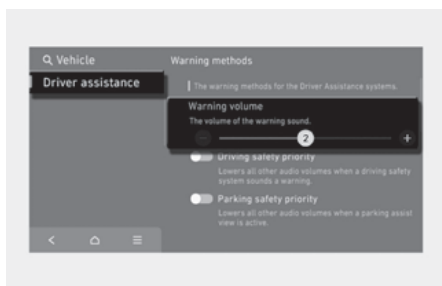 Vehicle
Warning methods
Driver assistance
The warning methods for the Driver Assistance systems.
Warning volume
The volume of the warning sound.
2
Driving safety priority
Lowers all other audio volumes when a driving safety
system sounds a warning.
Parking safety priority
Lowers all other audio volumes when a parking assist
view is active.